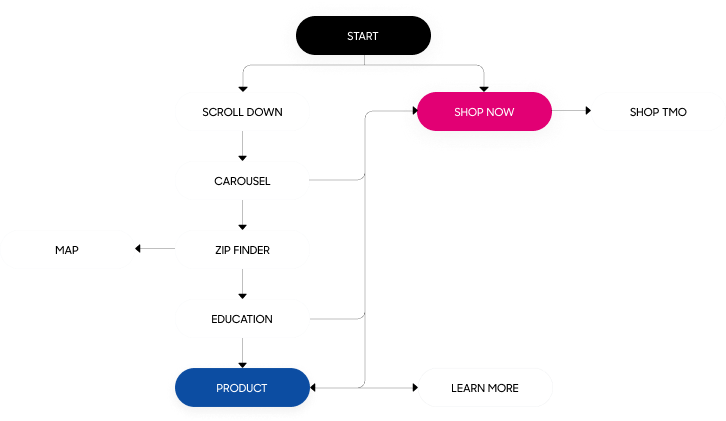 START
SCROLL DOWN
SHOP NOW
SHOP TMO
CAROUSEL
MAP
ZIP FINDER
EDUCATION
PRODUCT
LEARN MORE